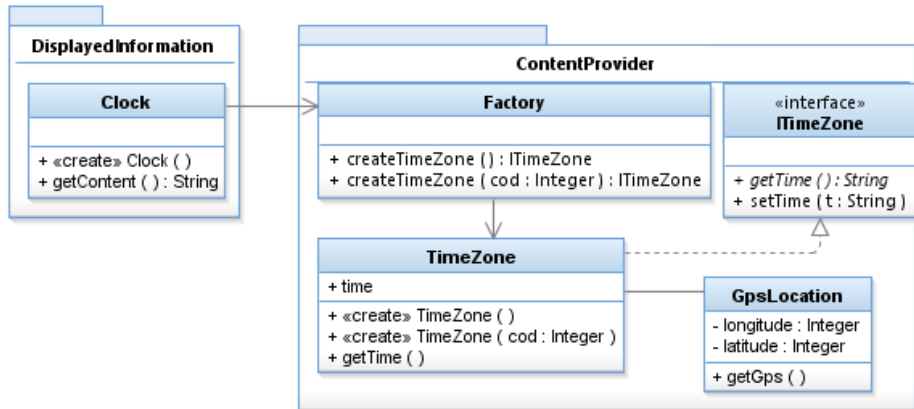 DisplayedInformation
Clock
+ «create» Clock ( )
+ getContent ( ) : String
ContentProvider
Factory
+ createTimeZone ( ) : ITimeZone
+ createTimeZone ( cod : Integer ) : ITimeZone
«interface»
ITimeZone
+ getTime ( ) : String
+ setTime ( t : String )
TimeZone
+ time
+ «create» TimeZone ( )
+ «create» TimeZone ( cod : Integer )
+ getTime ( )
GpsLocation
- longitude : Integer
- latitude : Integer
+ getGps ( )